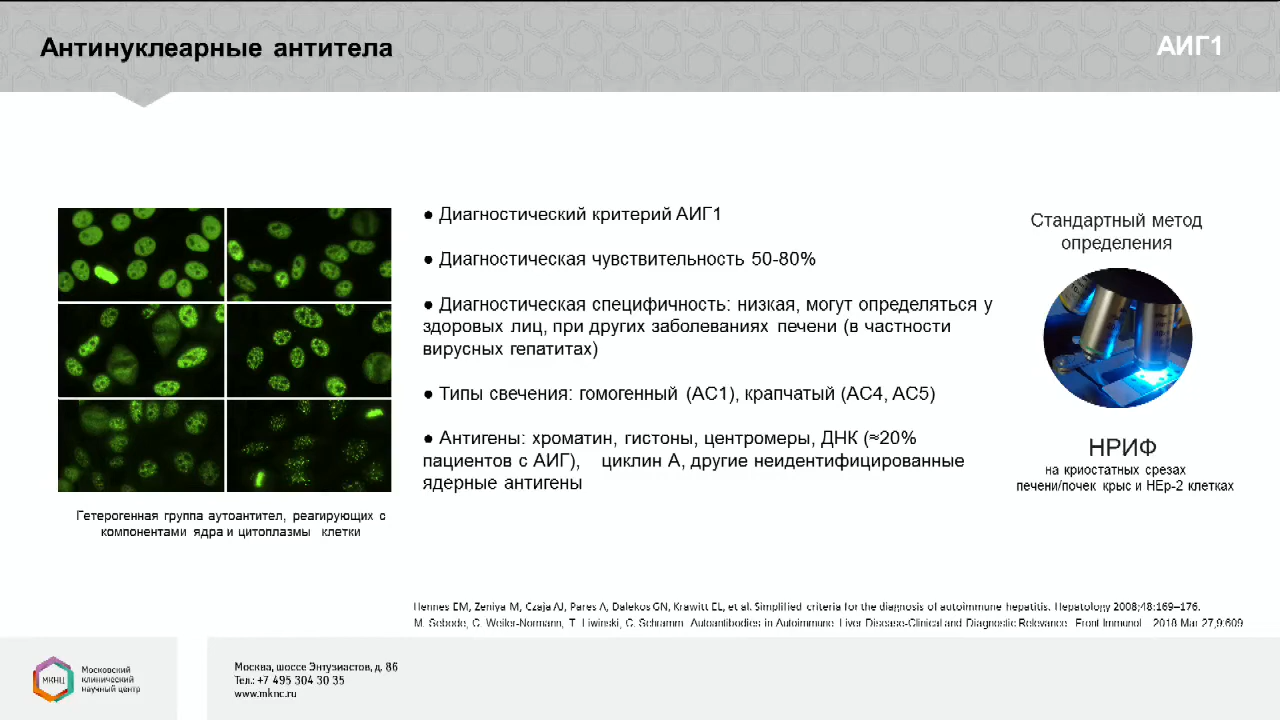 Антинуклеарные антитела
АИГ1
● Диагностический критерий АИГ1
● Диагностическая чувствительность 50-80%
● Диагностическая специфичность: низкая, могут определяться у
здоровых лиц, при других заболеваниях печени (в частности
вирусных гепатитах)
● Типы свечения: гомогенный (АС1), крапчатый (АС4, АС5)
● Антигены: хроматин, гистоны, центромеры, ДНК (≈20%
пациентов с АИГ), циклин А, другие неидентифицированные
ядерные антигены
Стандартный метод
определения
НРИФ
на криостатных срезах
печени/почек крыс и HEp-2 клетках
Гетерогенная группа аутоантител, реагирующих с
компонентами ядра и цитоплазмы клетки
Hennes EM, Zeniya M, Czaja AJ, Pares A, Dalekos GN, Krawitt EL, et al. Simplified criteria for the diagnosis of autoimmune hepatitis. Hepatology 2008;48:169–176.
M. Sebode, C. Weiler-Normann, T. Liwinski, C. Schramm. Autoantibodies in Autoimmune Liver Disease-Clinical and Diagnostic Relevance. Front Immunol. 2018 Mar 27,9:609
МКНЦ
Московский
клинический
научный центр
Москва, шоссе Энтузиастов, д. 86
Тел.: +7 495 304 30 35
www.mknc.ru